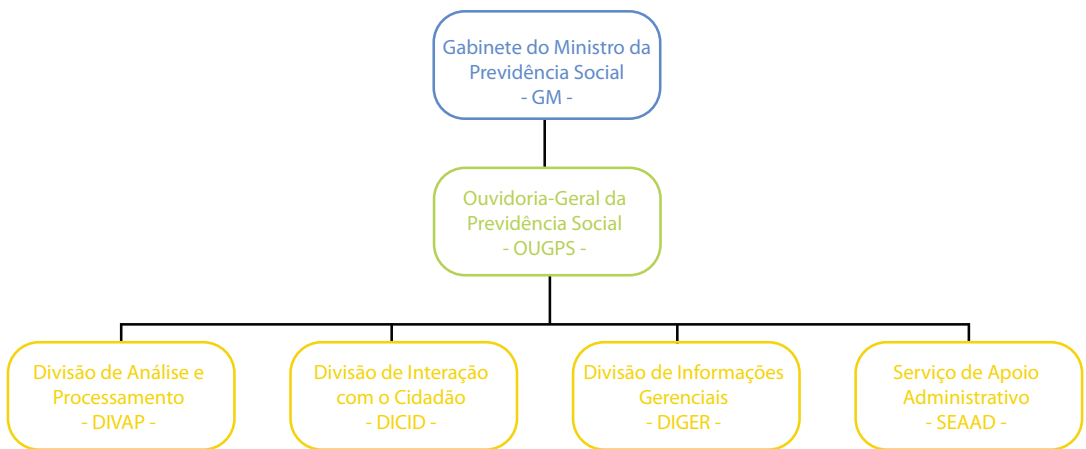 Gabinete do Ministro da
Previdência Social
- GM -
Ouvidoria-Geral da
Previdência Social
- OUGPS -
Divisão de Análise e
Processamento
- DIVAP -
Divisão de Interação
com o Cidadão
- DICID -
Divisão de Informações
Gerenciais
- DIGER -
Serviço de Apoio
Administrativo
- SEAAD -